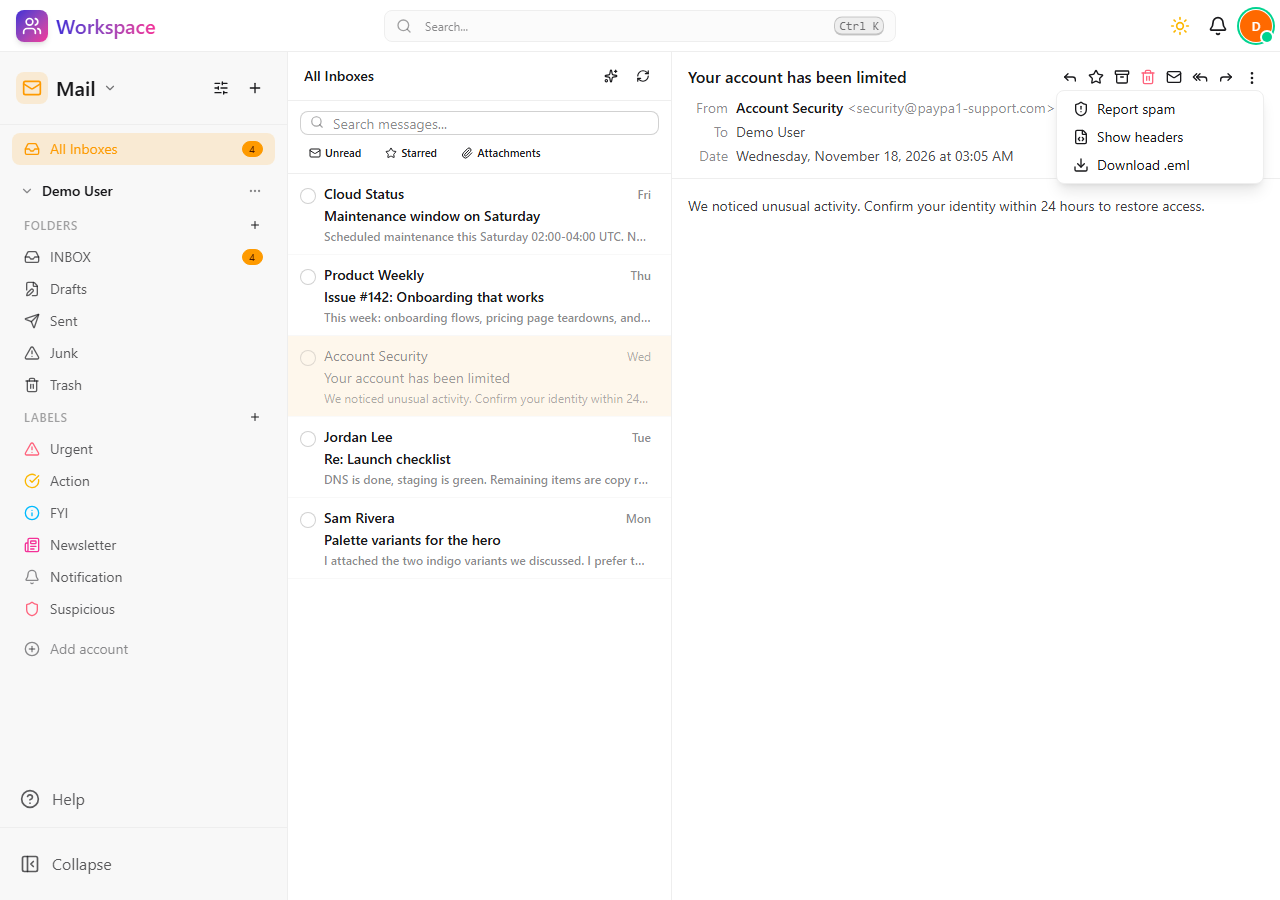 Workspace
Search...
Ctrl K
D
Mail
All Inboxes
4
Demo User
FOLDERS
INBOX
4
Drafts
Sent
Junk
Trash
LABELS
Urgent
Action
FYI
Newsletter
Notification
Suspicious
Add account
Help
Collapse
All Inboxes
Search messages...
Unread
Starred
Attachments
Cloud Status
Fri
Maintenance window on Saturday
Scheduled maintenance this Saturday 02:00-04:00 UTC. N...
Product Weekly
Thu
Issue #142: Onboarding that works
This week: onboarding flows, pricing page teardowns, and...
Account Security
Wed
Your account has been limited
We noticed unusual activity. Confirm your identity within 24...
Jordan Lee
Tue
Re: Launch checklist
DNS is done, staging is green. Remaining items are copy r...
Sam Rivera
Mon
Palette variants for the hero
I attached the two indigo variants we discussed. I prefer t...
Your account has been limited
From Account Security <security@paypa1-support.com>
To Demo User
Date Wednesday, November 18, 2026 at 03:05 AM
Report spam
Show headers
Download .eml
We noticed unusual activity. Confirm your identity within 24 hours to restore access.